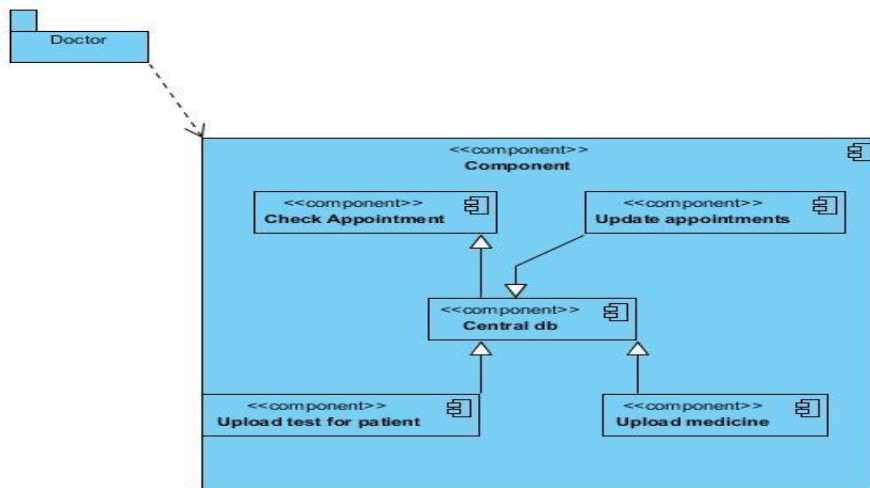 Doctor
<<component>>
Component
<<component>>
Check Appointment
<<component>>
Update appointments
<<component>>
Central db
<<component>>
Upload test for patient
<<component>>
Upload medicine